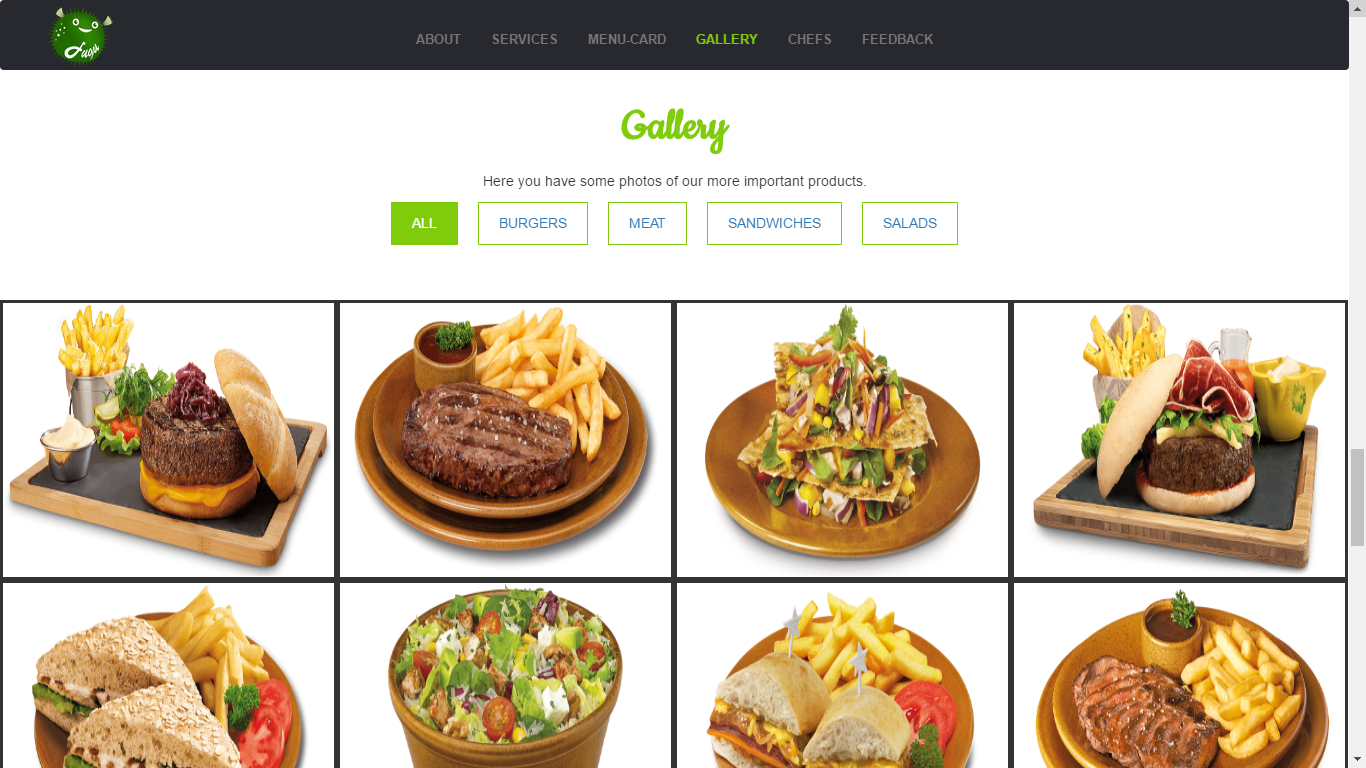 Fugu
ABOUT SERVICES MENU-CARD GALLERY CHEFS FEEDBACK
Gallery
Here you have some photos of our more important products.
ALL BURGERS MEAT SANDWICHES SALADS